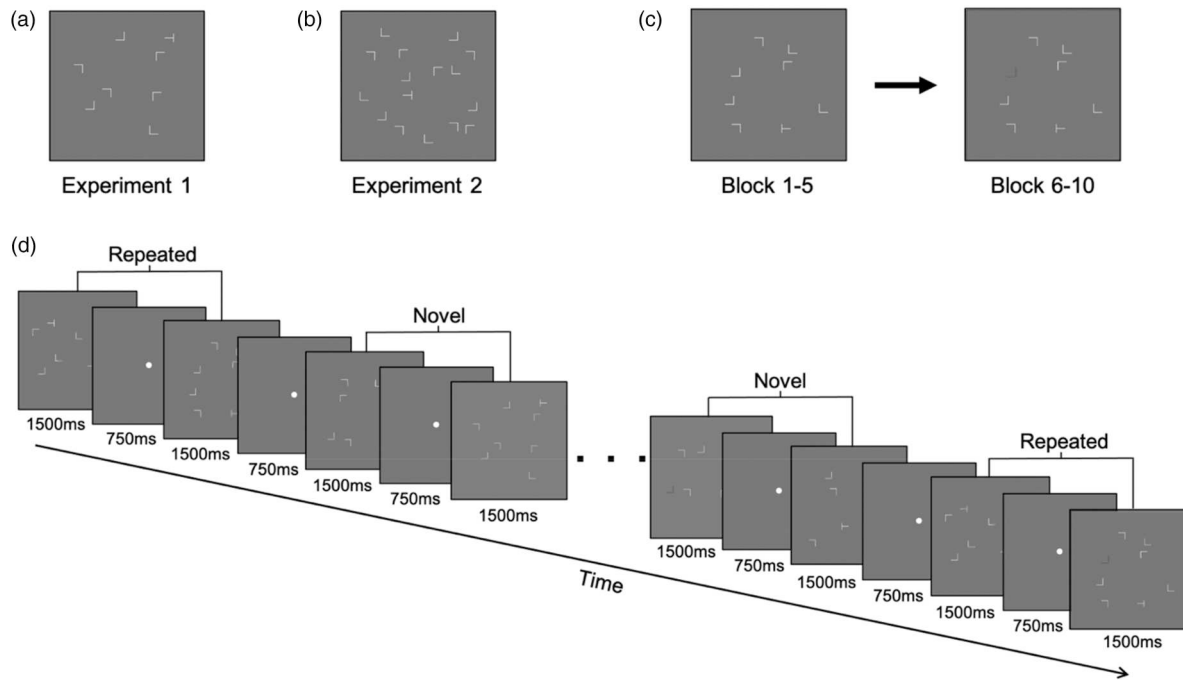 (a)
(b)
(c)
Experiment 1
Experiment 2
Block 1-5
Block 6-10
(d)
Repeated
Novel
1500ms
750ms
1500ms
750ms
1500ms
750ms
1500ms
Novel
Repeated
1500ms
750ms
1500ms
750ms
1500ms
750ms
1500ms
Time